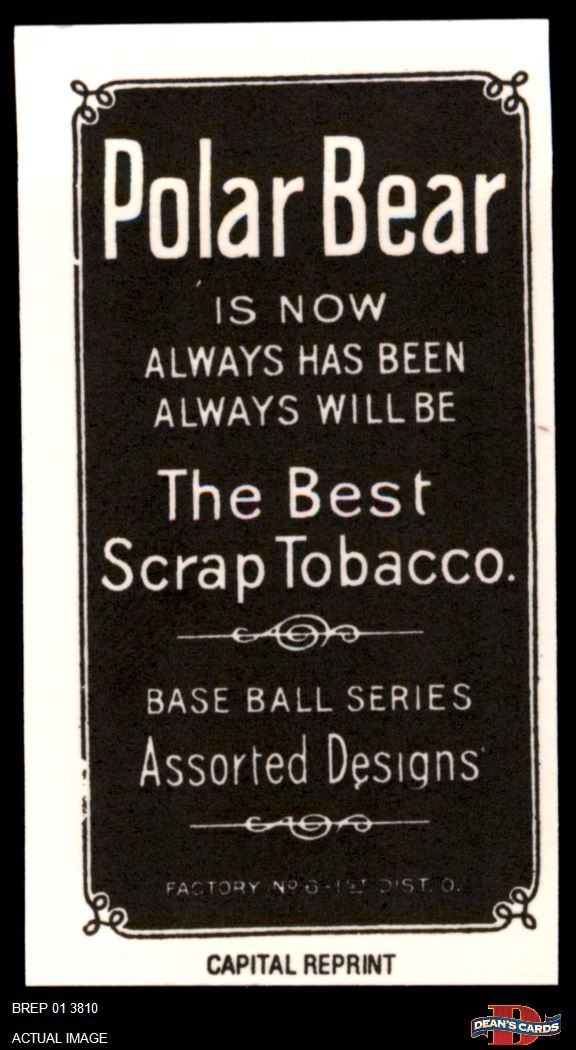 Polar Bear
IS NOW
ALWAYS HAS BEEN
ALWAYS WILL BE
The Best
Scrap Tobacco.
BASE BALL SERIES
Assorted Designs
FACTORY Nº 6-1ST DIST. O.
CAPITAL REPRINT
BREP 01 3810
ACTUAL IMAGE
D
DEAN'S CARDS